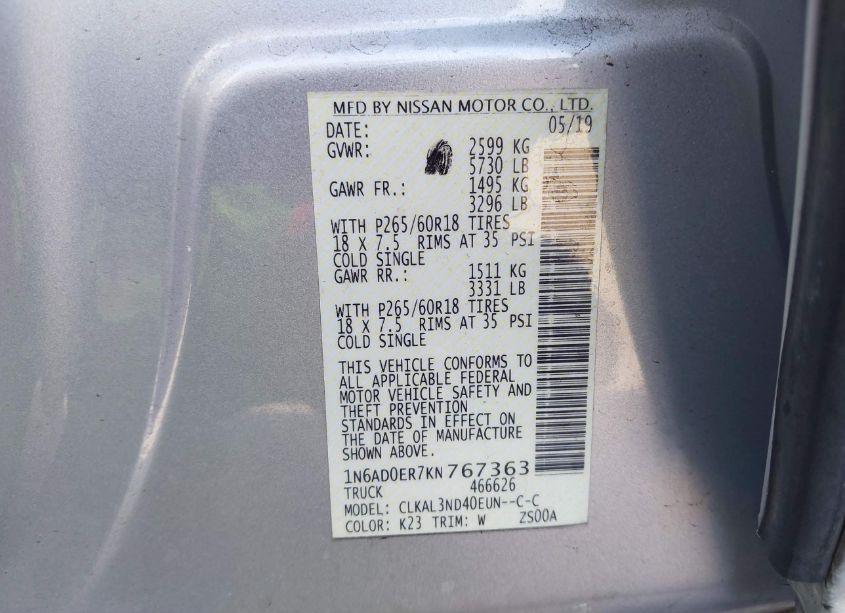 MFD BY NISSAN MOTOR CO., LTD.
DATE: 05/19
GVWR: 2599 KG
5730 LB
GAWR FR.: 1495 KG
3296 LB
WITH P265/60R18 TIRES
18 X 7.5 RIMS AT 35 PSI
COLD SINGLE
GAWR RR.: 1511 KG
3331 LB
WITH P265/60R18 TIRES
18 X 7.5 RIMS AT 35 PSI
COLD SINGLE
THIS VEHICLE CONFORMS TO
ALL APPLICABLE FEDERAL
MOTOR VEHICLE SAFETY AND
THEFT PREVENTION
STANDARDS IN EFFECT ON
THE DATE OF MANUFACTURE
SHOWN ABOVE.
1N6AD0ER7KN767363
TRUCK 466626
MODEL: CLKAL3ND40EUN--C-C
COLOR: K23 TRIM: W ZS00A